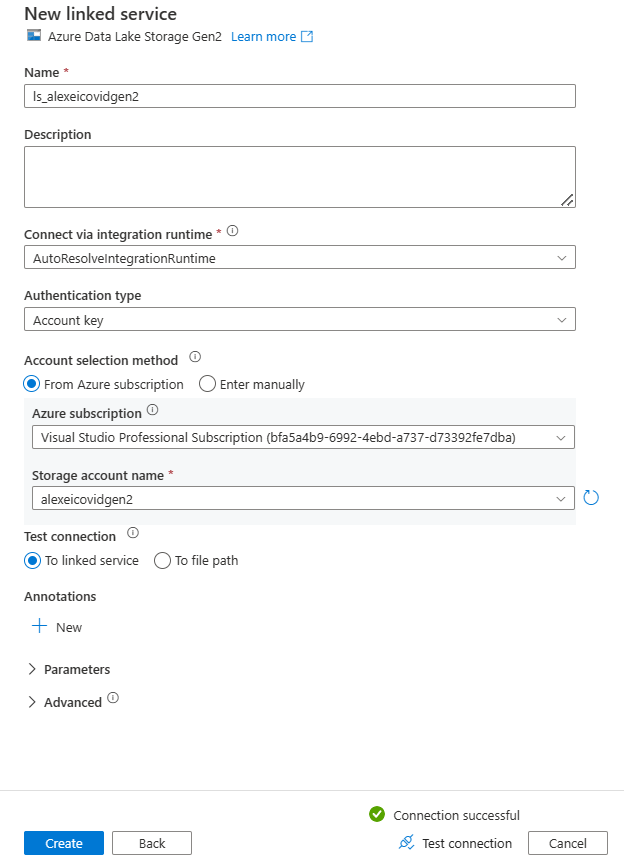 New linked service
Azure Data Lake Storage Gen2 Learn more
Name *
ls_alexeicovidgen2
Description
Connect via integration runtime *
AutoResolveIntegrationRuntime
Authentication type
Account key
Account selection method
From Azure subscription Enter manually
Azure subscription
Visual Studio Professional Subscription (bfa5a4b9-6992-4ebd-a737-d73392fe7dba)
Storage account name *
alexeicovidgen2
Test connection
To linked service To file path
Annotations
New
Parameters
Advanced
Connection successful
Create Back Test connection Cancel